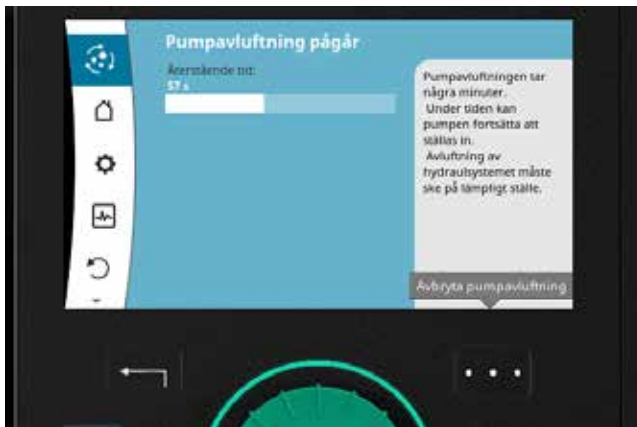 Pumpavluftning pågår
Återstående tid:
57 s
Pumpavluftningen tar
några minuter.
Under tiden kan
pumpen fortsätta att
ställas in.
Avluftning av
hydraulsystemet måste
ske på lämpligt ställe.
Avbryta pumpavluftning